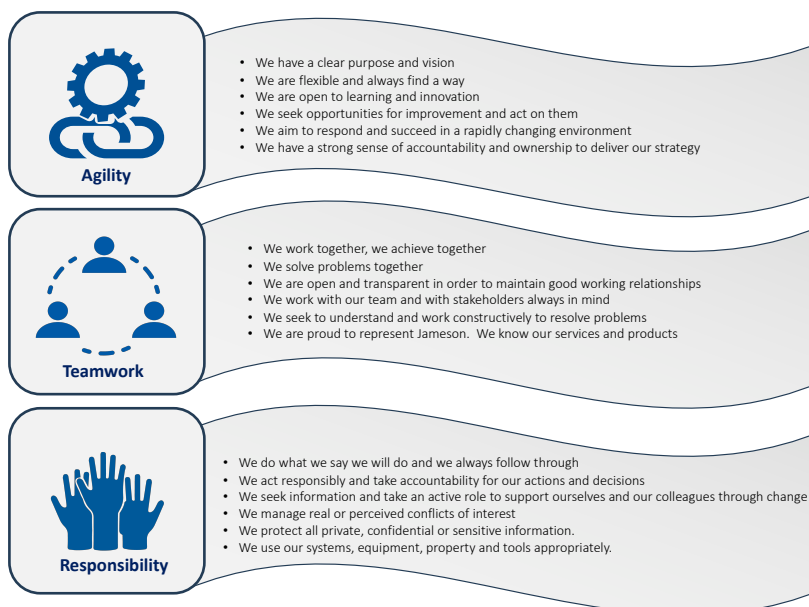 Agility
• We have a clear purpose and vision
• We are flexible and always find a way
• We are open to learning and innovation
• We seek opportunities for improvement and act on them
• We aim to respond and succeed in a rapidly changing environment
• We have a strong sense of accountability and ownership to deliver our strategy
Teamwork
• We work together, we achieve together
• We solve problems together
• We are open and transparent in order to maintain good working relationships
• We work with our team and with stakeholders always in mind
• We seek to understand and work constructively to resolve problems
• We are proud to represent Jameson.  We know our services and products
Responsibility
• We do what we say we will do and we always follow through
• We act responsibly and take accountability for our actions and decisions
• We seek information and take an active role to support ourselves and our colleagues through change
• We manage real or perceived conflicts of interest
• We protect all private, confidential or sensitive information.
• We use our systems, equipment, property and tools appropriately.